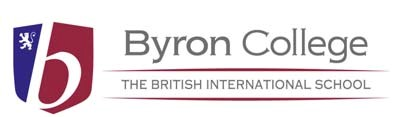 b
Byron College
THE BRITISH INTERNATIONAL SCHOOL